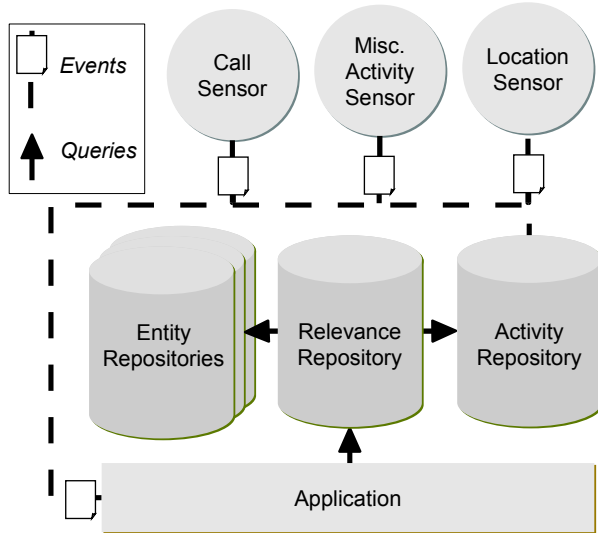 Events
Queries
Call
Sensor
Misc.
Activity
Sensor
Location
Sensor
Entity
Repositories
Relevance
Repository
Activity
Repository
Application